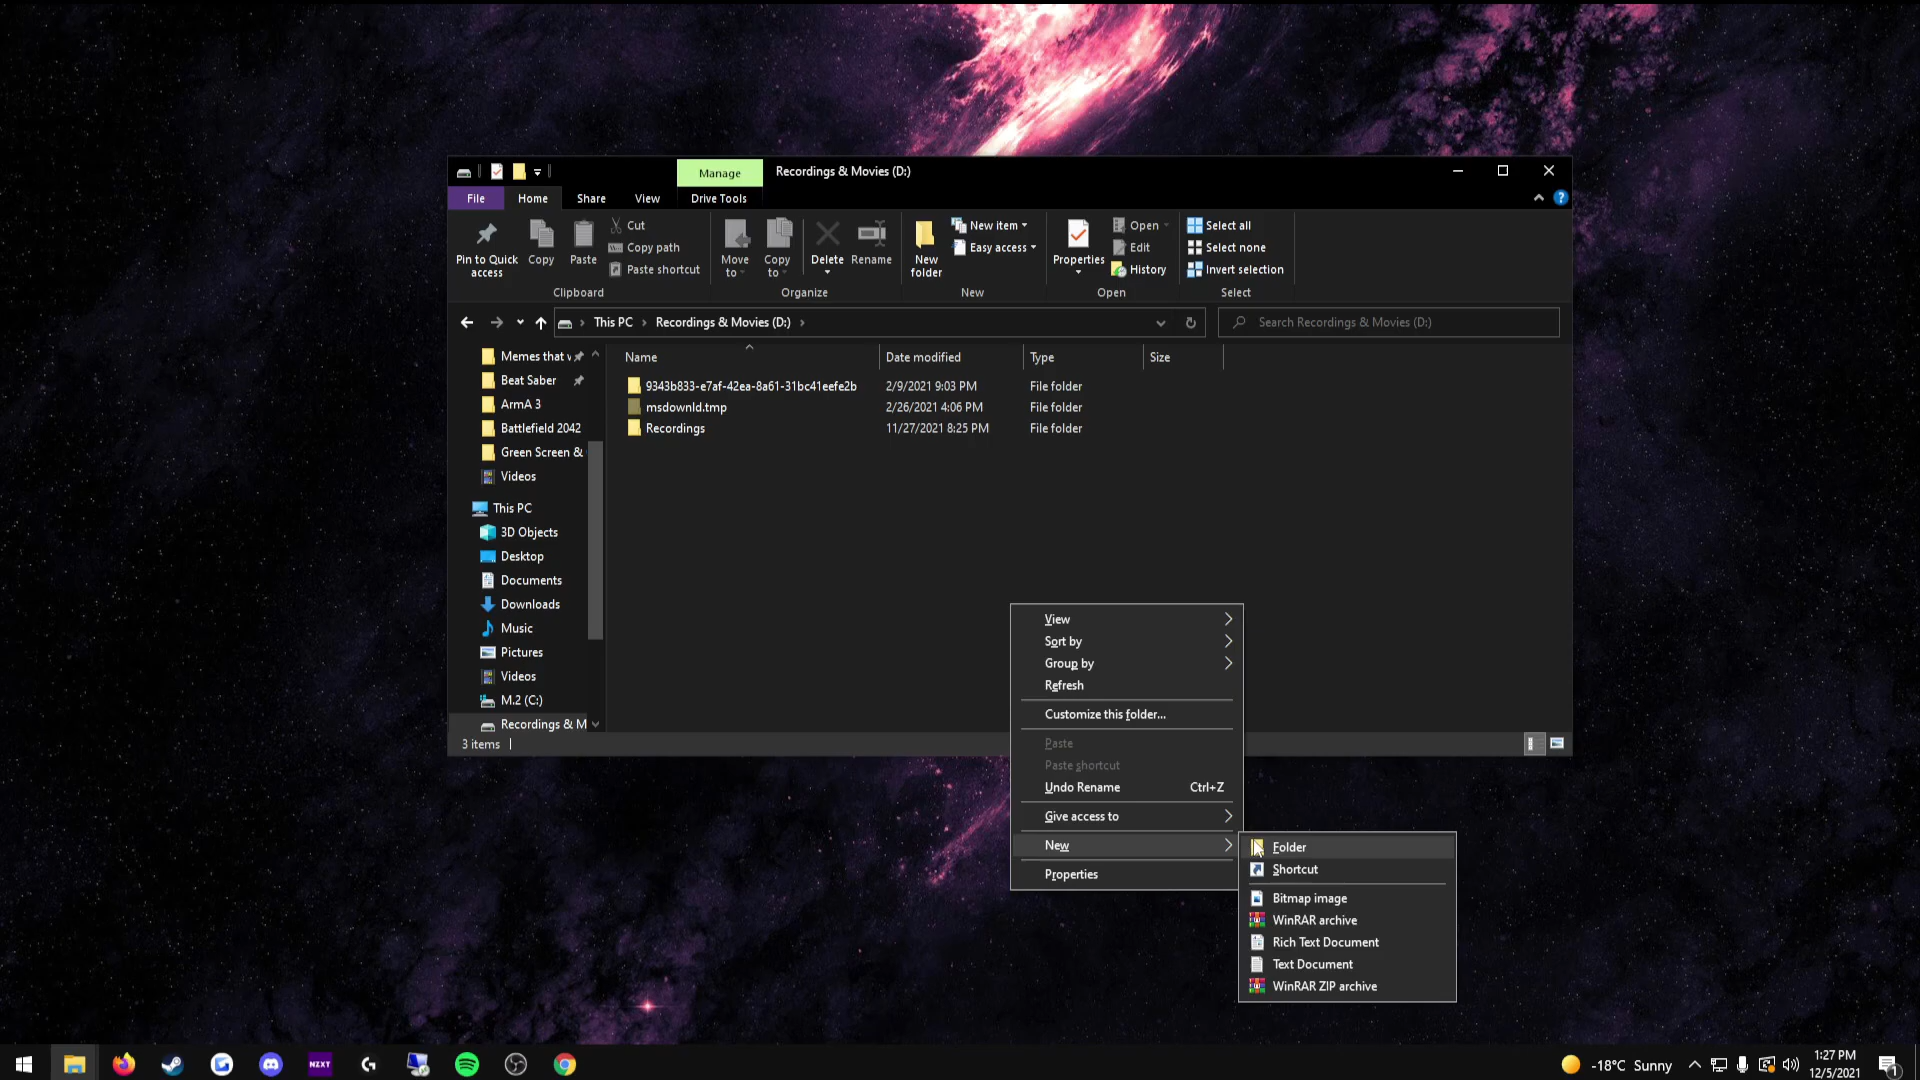 Manage
Recordings & Movies (D:)
File
Home
Share
View
Drive Tools
Pin to Quick access
Copy
Paste
Cut
Copy path
Paste shortcut
Clipboard
Move to
Copy to
Delete
Rename
Organize
New folder
New item
Easy access
New
Properties
Open
Edit
History
Open
Select all
Select none
Invert selection
Select
This PC
Recordings & Movies (D:)
Search Recordings & Movies (D:)
Name
Date modified
Type
Size
9343b833-e7af-42ea-8a61-31bc41eefe2b 2/9/2021 9:03 PM File folder
msdownld.tmp 2/26/2021 4:06 PM File folder
Recordings 11/27/2021 8:25 PM File folder
Memes that
Beat Saber
ArmA 3
Battlefield 2042
Green Screen &
Videos
This PC
3D Objects
Desktop
Documents
Downloads
Music
Pictures
Videos
M.2 (C:)
Recordings & M
3 items
View
Sort by
Group by
Refresh
Customize this folder...
Paste
Paste shortcut
Undo Rename Ctrl+Z
Give access to
New
Properties
Folder
Shortcut
Bitmap image
WinRAR archive
Rich Text Document
Text Document
WinRAR ZIP archive
NZXT
-18°C Sunny
1:27 PM
12/5/2021
1